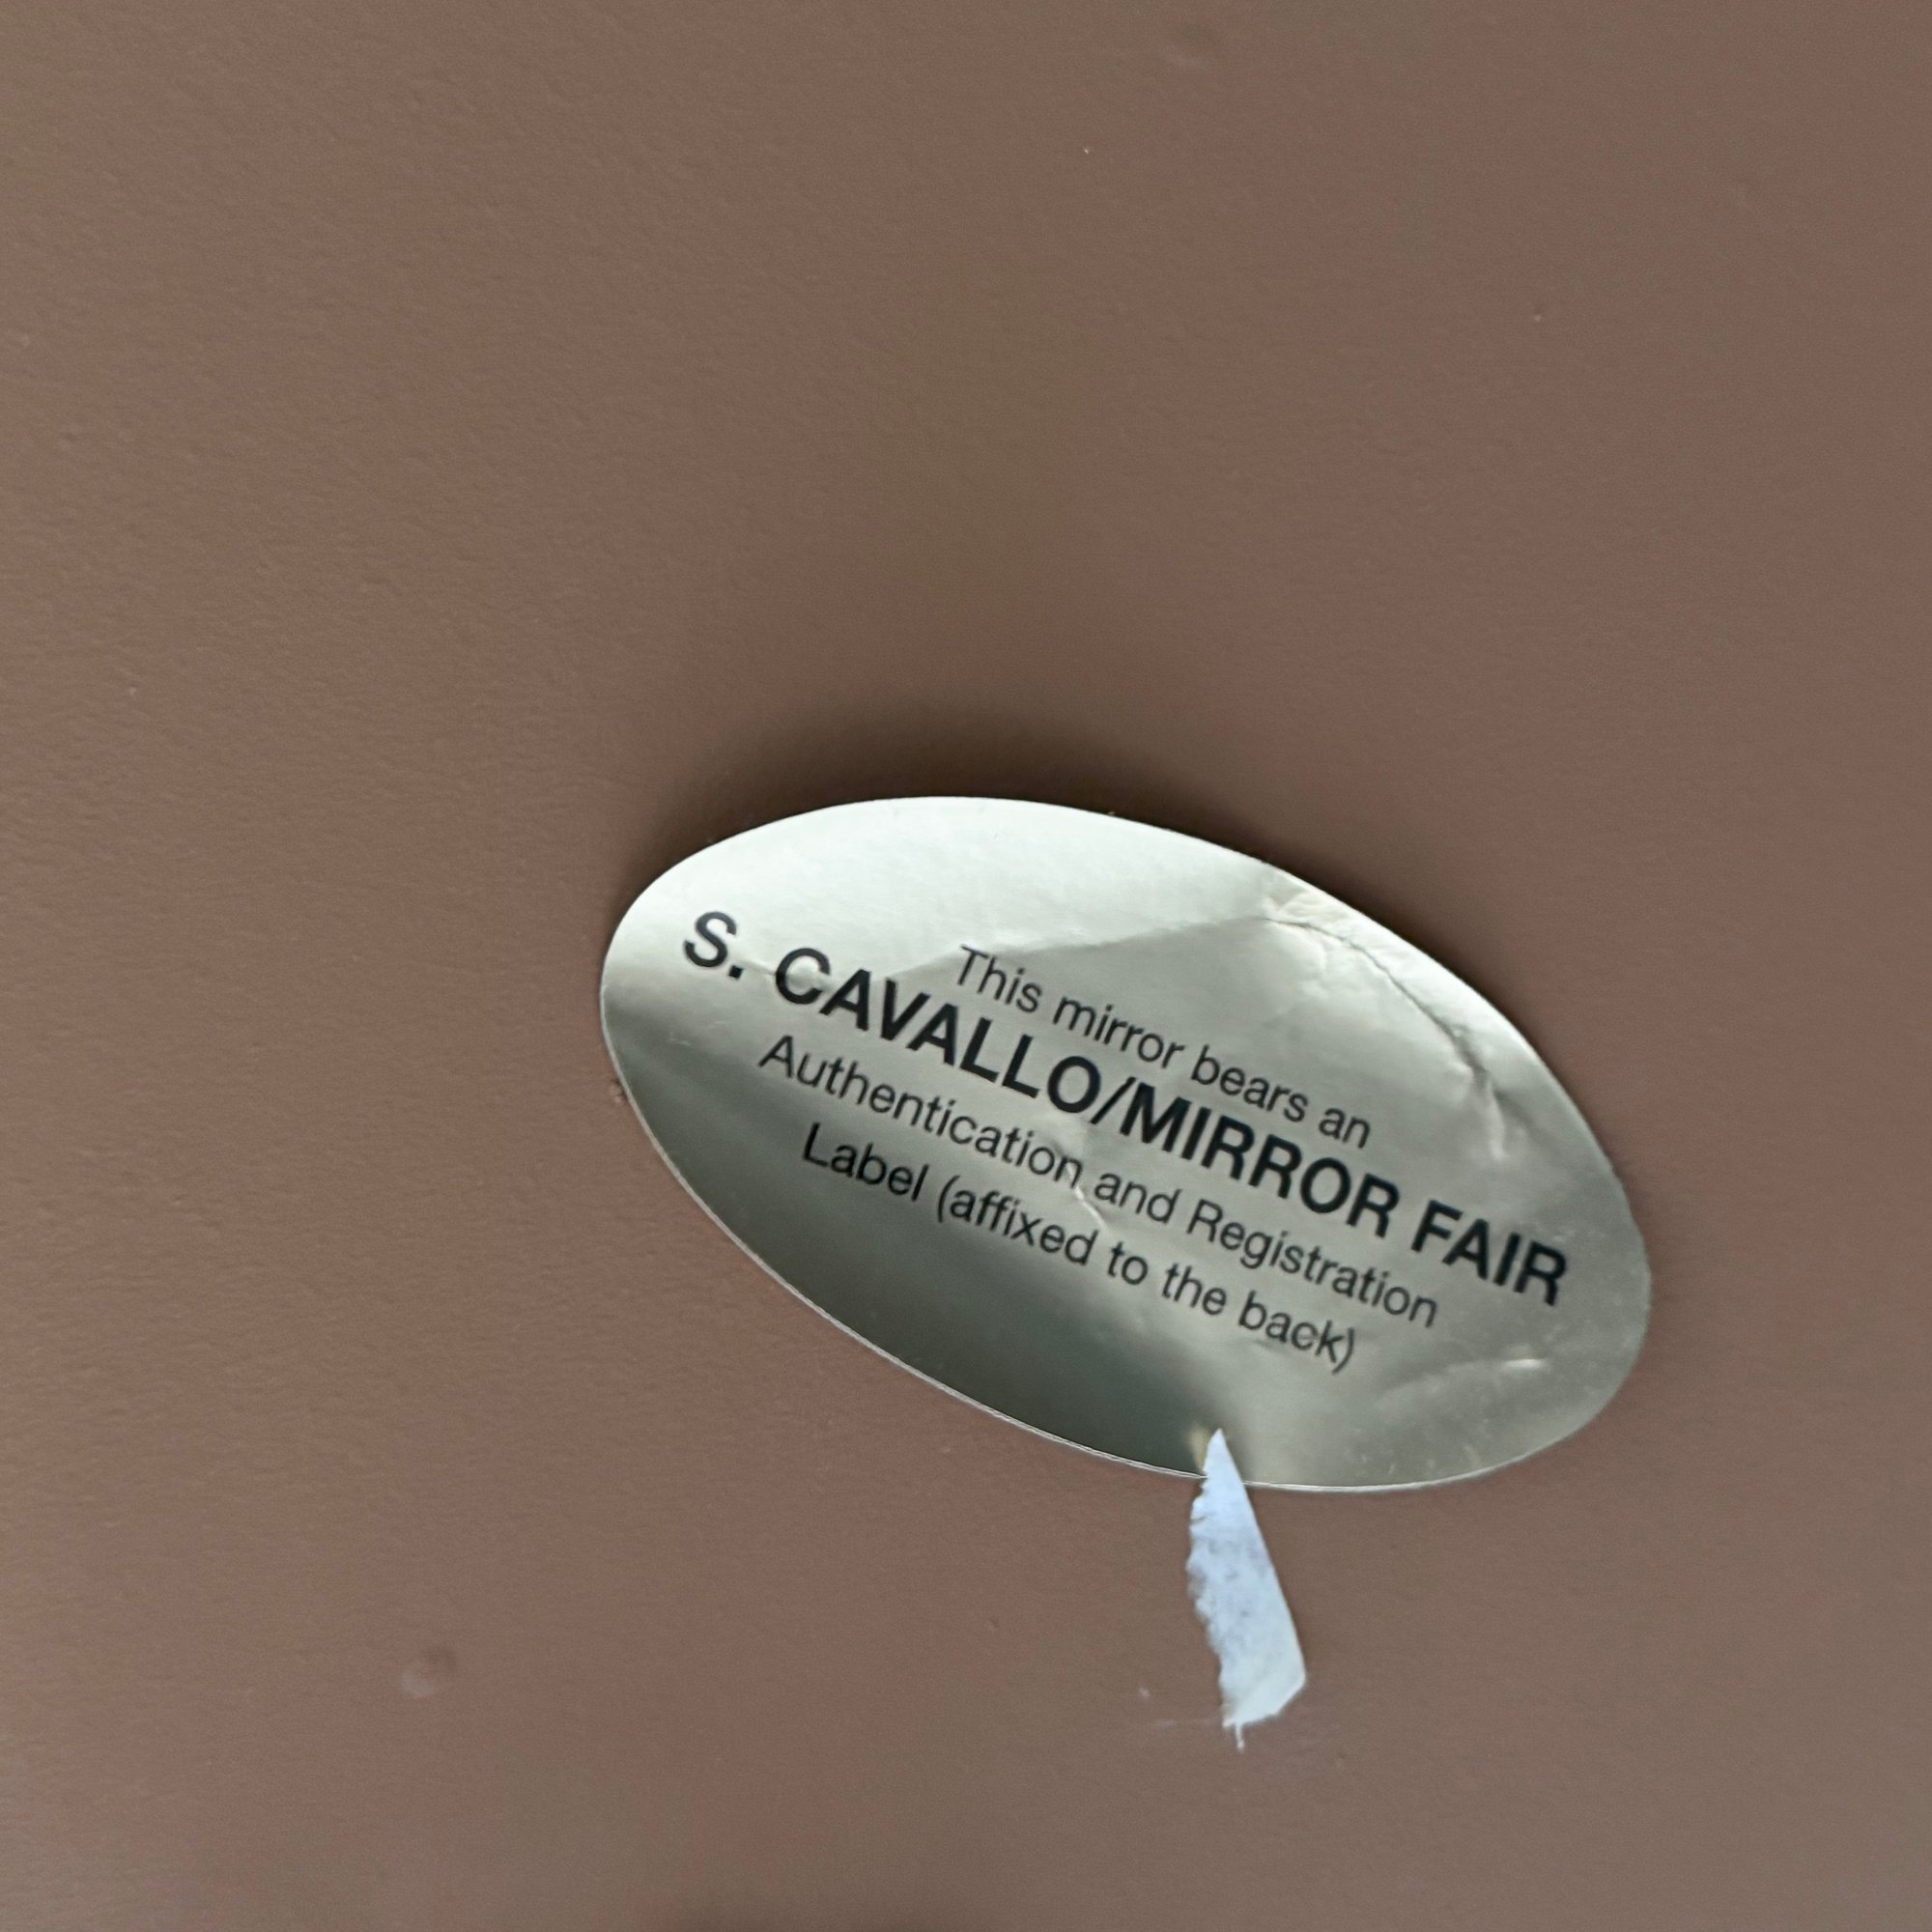 This mirror bears an
S. CAVALLO/MIRROR FAIR
Authentication and Registration
Label (affixed to the back)